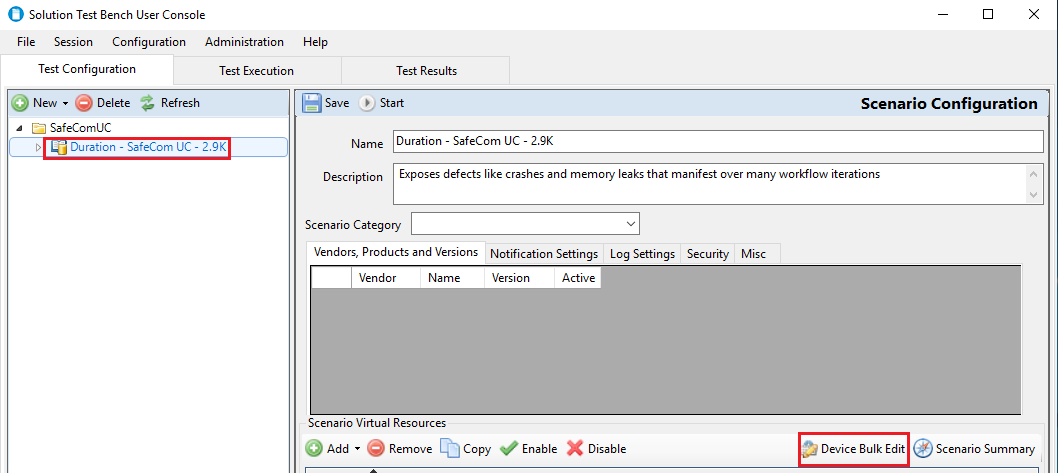 Solution Test Bench User Console
File Session Configuration Administration Help
Test Configuration Test Execution Test Results
New Delete Refresh
SafeComUC
Duration - SafeCom UC - 2.9K
Save Start Scenario Configuration
Name Duration - SafeCom UC - 2.9K
Description Exposes defects like crashes and memory leaks that manifest over many workflow iterations
Scenario Category
Vendors, Products and Versions Notification Settings Log Settings Security Misc
Vendor Name Version Active
Scenario Virtual Resources
Add Remove Copy Enable Disable Device Bulk Edit Scenario Summary